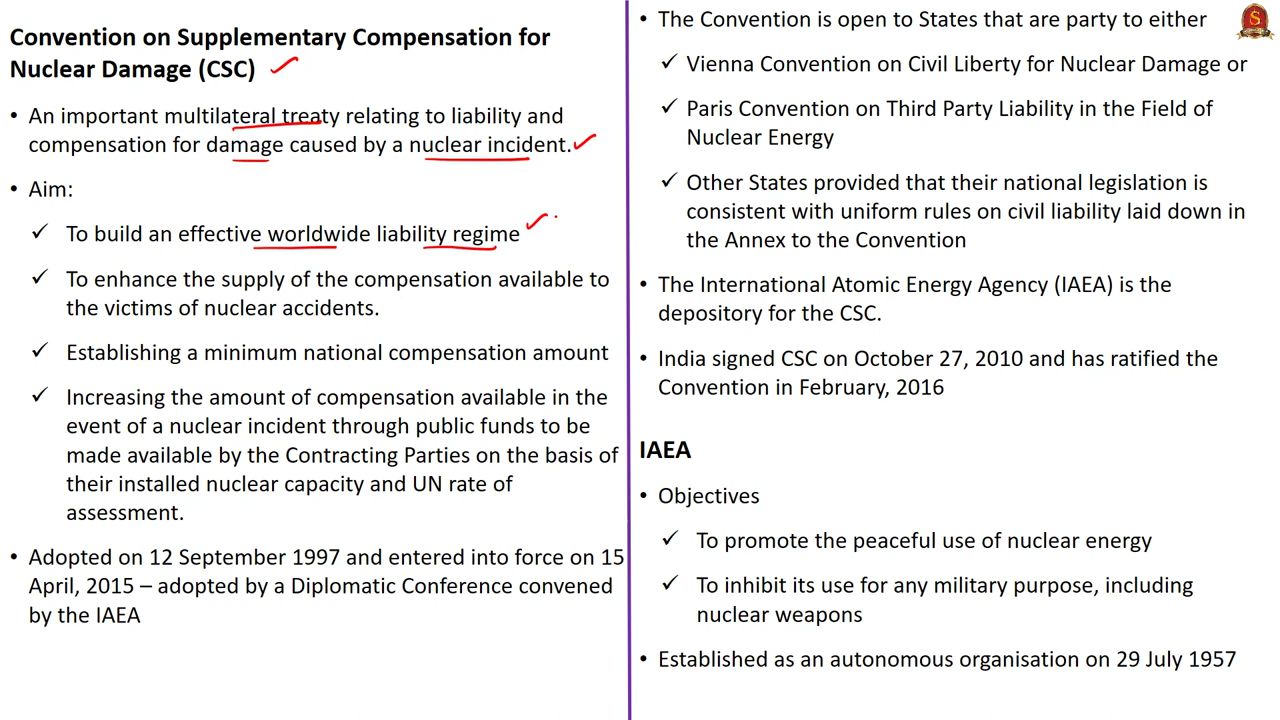 Convention on Supplementary Compensation for
Nuclear Damage (CSC)
• An important multilateral treaty relating to liability and
compensation for damage caused by a nuclear incident.
• Aim:
✓ To build an effective worldwide liability regime
✓ To enhance the supply of the compensation available to
the victims of nuclear accidents.
✓ Establishing a minimum national compensation amount
✓ Increasing the amount of compensation available in the
event of a nuclear incident through public funds to be
made available by the Contracting Parties on the basis of
their installed nuclear capacity and UN rate of
assessment.
• Adopted on 12 September 1997 and entered into force on 15
April, 2015 – adopted by a Diplomatic Conference convened
by the IAEA
• The Convention is open to States that are party to either
✓ Vienna Convention on Civil Liberty for Nuclear Damage or
✓ Paris Convention on Third Party Liability in the Field of
Nuclear Energy
✓ Other States provided that their national legislation is
consistent with uniform rules on civil liability laid down in
the Annex to the Convention
• The International Atomic Energy Agency (IAEA) is the
depository for the CSC.
• India signed CSC on October 27, 2010 and has ratified the
Convention in February, 2016
IAEA
• Objectives
✓ To promote the peaceful use of nuclear energy
✓ To inhibit its use for any military purpose, including
nuclear weapons
• Established as an autonomous organisation on 29 July 1957
S